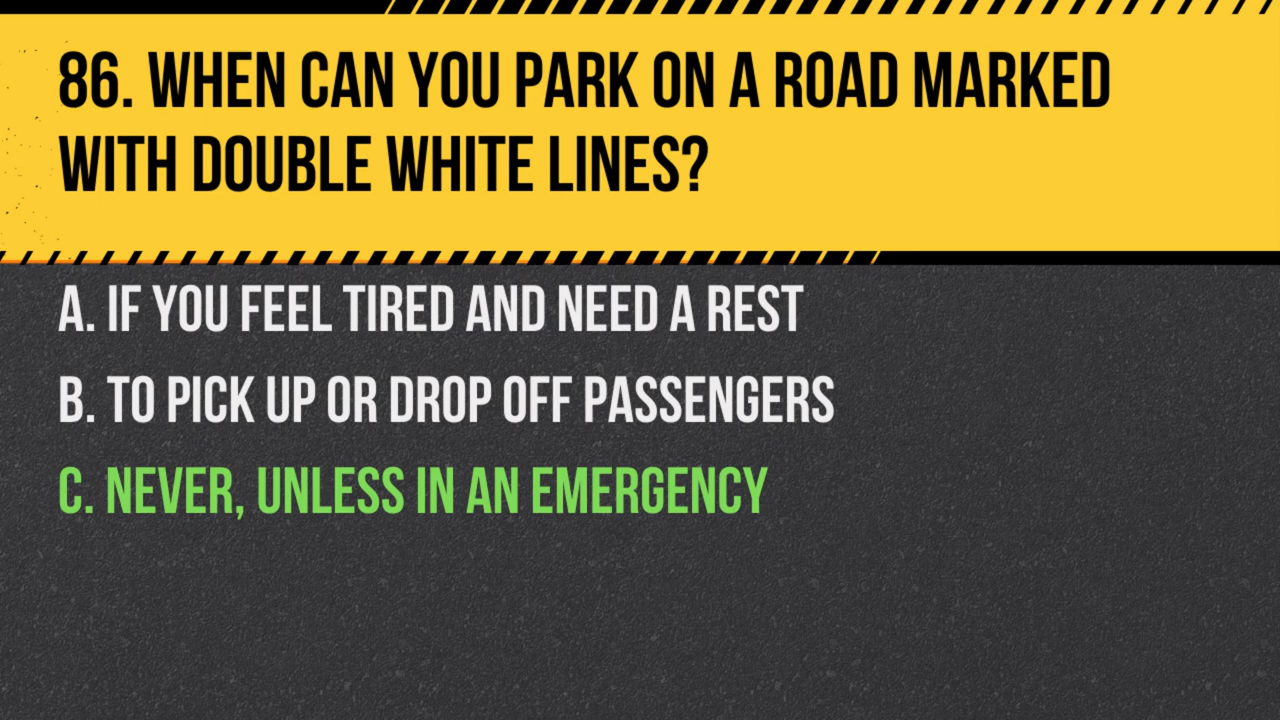 86. WHEN CAN YOU PARK ON A ROAD MARKED
WITH DOUBLE WHITE LINES?
A. IF YOU FEEL TIRED AND NEED A REST
B. TO PICK UP OR DROP OFF PASSENGERS
C. NEVER, UNLESS IN AN EMERGENCY